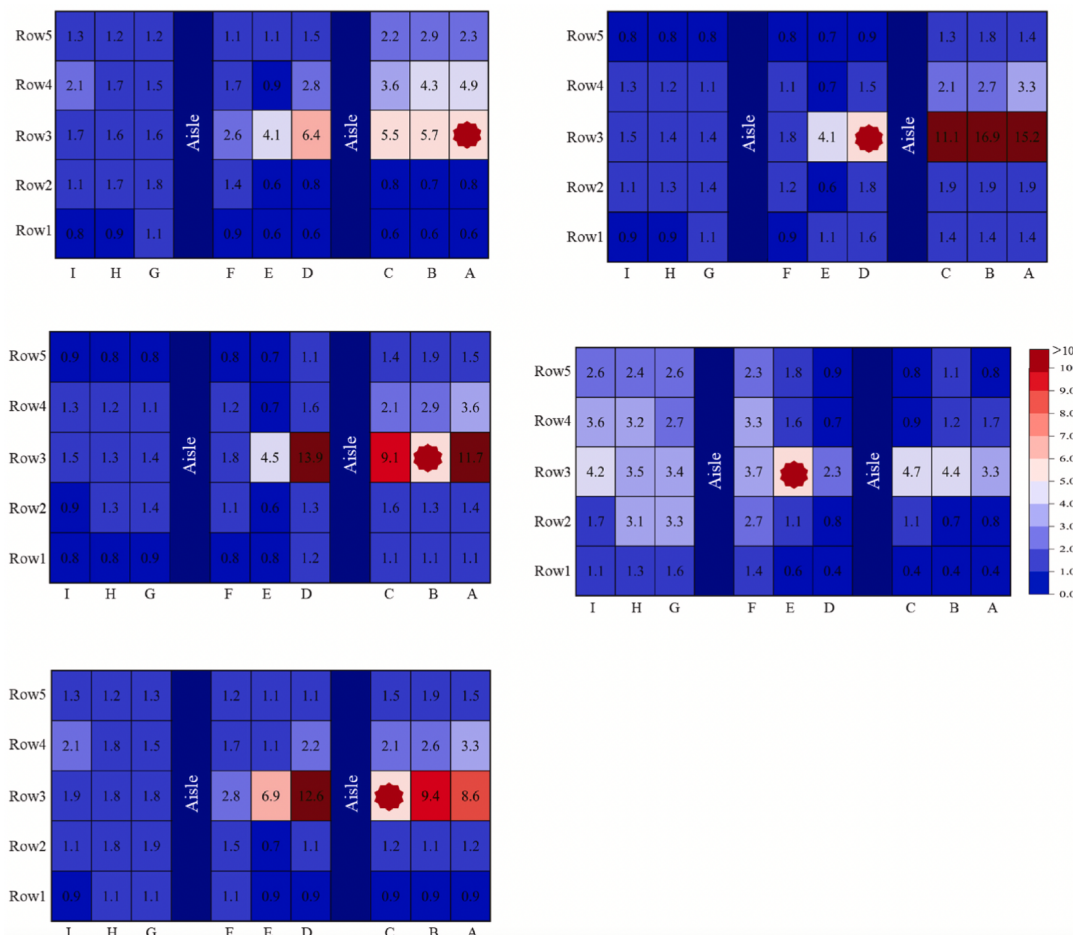 Row5 1.3 1.2 1.2 1.1 1.1 1.5 2.2 2.9 2.3
Row4 2.1 1.7 1.5 1.7 0.9 2.8 3.6 4.3 4.9
Row3 1.7 1.6 1.6 Aisle 2.6 4.1 6.4 Aisle 5.5 5.7
Row2 1.1 1.7 1.8 1.4 0.6 0.8 0.8 0.7 0.8
Row1 0.8 0.9 1.1 0.9 0.6 0.6 0.6 0.6 0.6
I H G F E D C B A
Row5 0.8 0.8 0.8 0.8 0.7 0.9 1.3 1.8 1.4
Row4 1.3 1.2 1.1 1.1 0.7 1.5 2.1 2.7 3.3
Row3 1.5 1.4 1.4 Aisle 1.8 4.1 Aisle 11.1 16.9 15.2
Row2 1.1 1.3 1.4 1.2 0.6 1.8 1.9 1.9 1.9
Row1 0.9 0.9 1.1 0.9 1.1 1.6 1.4 1.4 1.4
I H G F E D C B A
Row5 0.9 0.8 0.8 0.8 0.7 1.1 1.4 1.9 1.5
Row4 1.3 1.2 1.1 1.2 0.7 1.6 2.1 2.9 3.6
Row3 1.5 1.3 1.4 Aisle 1.8 4.5 13.9 Aisle 9.1 11.7
Row2 0.9 1.3 1.4 1.1 0.6 1.3 1.6 1.3 1.4
Row1 0.8 0.8 0.9 0.8 0.8 1.2 1.1 1.1 1.1
I H G F E D C B A
Row5 2.6 2.4 2.6 2.3 1.8 0.9 0.8 1.1 0.8
Row4 3.6 3.2 2.7 3.3 1.6 0.7 0.9 1.2 1.7
Row3 4.2 3.5 3.4 Aisle 3.7 2.3 Aisle 4.7 4.4 3.3
Row2 1.7 3.1 3.3 2.7 1.1 0.8 1.1 0.7 0.8
Row1 1.1 1.3 1.6 1.4 0.6 0.4 0.4 0.4 0.4
I H G F E D C B A
>10
10
9.0
8.0
7.0
6.0
5.0
4.0
3.0
2.0
1.0
0.0
Row5 1.3 1.2 1.3 1.2 1.1 1.1 1.5 1.9 1.5
Row4 2.1 1.8 1.5 1.7 1.1 2.2 2.1 2.6 3.3
Row3 1.9 1.8 1.8 Aisle 2.8 6.9 12.6 Aisle 9.4 8.6
Row2 1.1 1.8 1.9 1.5 0.7 1.1 1.2 1.1 1.2
Row1 0.9 1.1 1.1 1.1 0.9 0.9 0.9 0.9 0.9
I H G F E D C B A